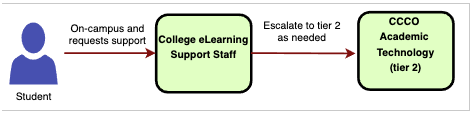 On-campus and
requests support
Escalate to tier 2
as needed
College eLearning
Support Staff
CCCO
Academic
Technology
(tier 2)
Student